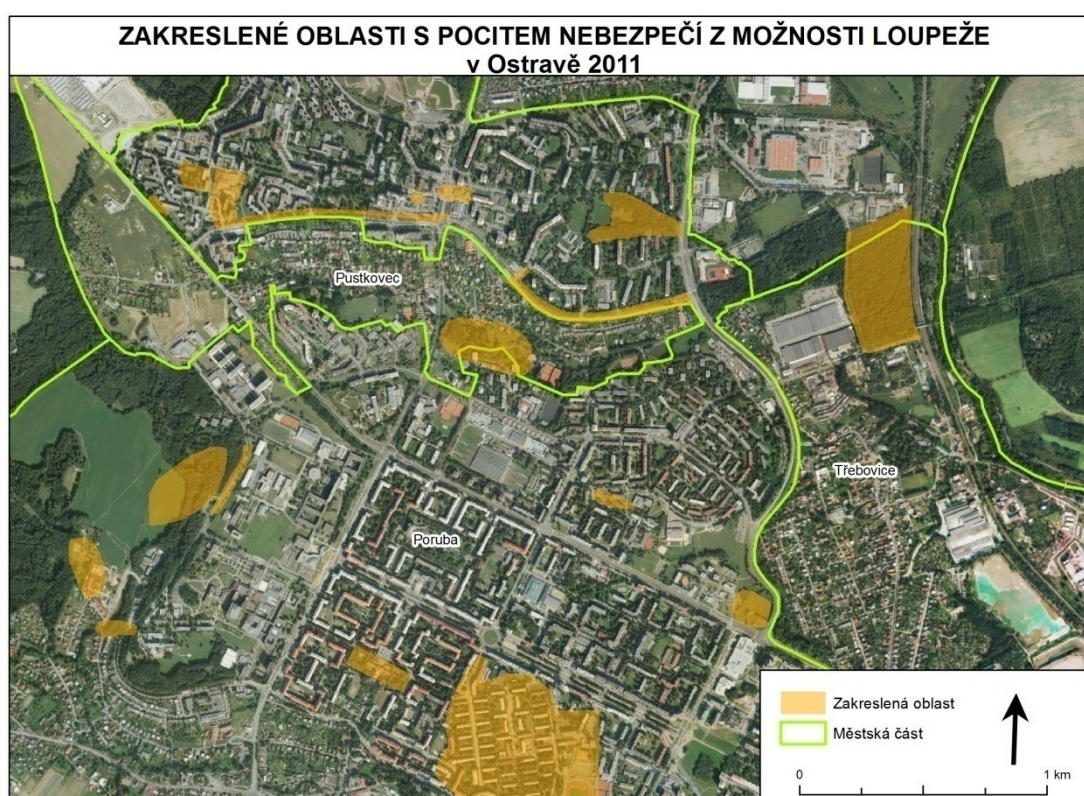 ZAKRESLENÉ OBLASTI S POCITEM NEBEZPEČÍ Z MOŽNOSTI LOUPEŽE
v Ostravě 2011
Pustkovec
Třebovice
Poruba
Zakreslená oblast
Městská část
0 1 km